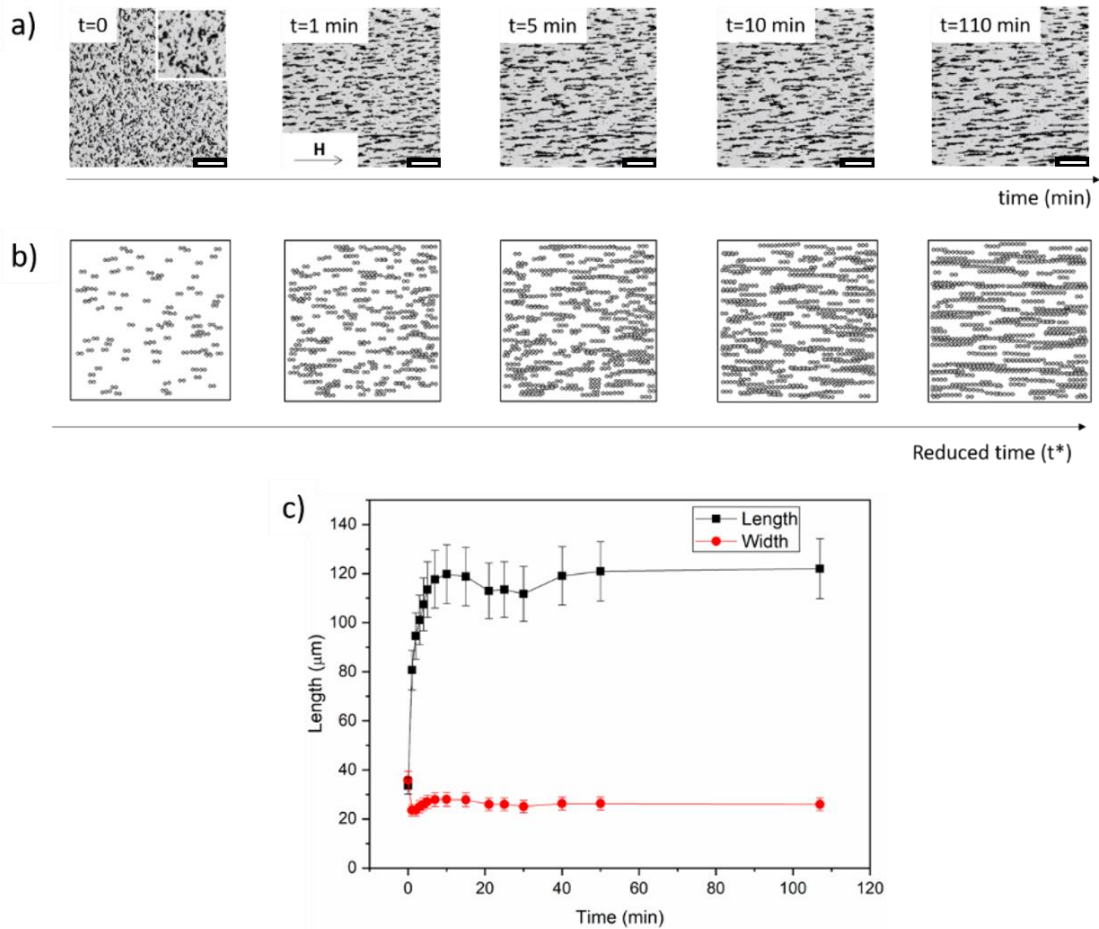 a)
t=0
t=1 min
t=5 min
t=10 min
t=110 min
H
time (min)
b)
Reduced time (t*)
c)
Length
Width
140
120
100
80
60
40
20
0
Length (μm)
0 20 40 60 80 100 120
Time (min)